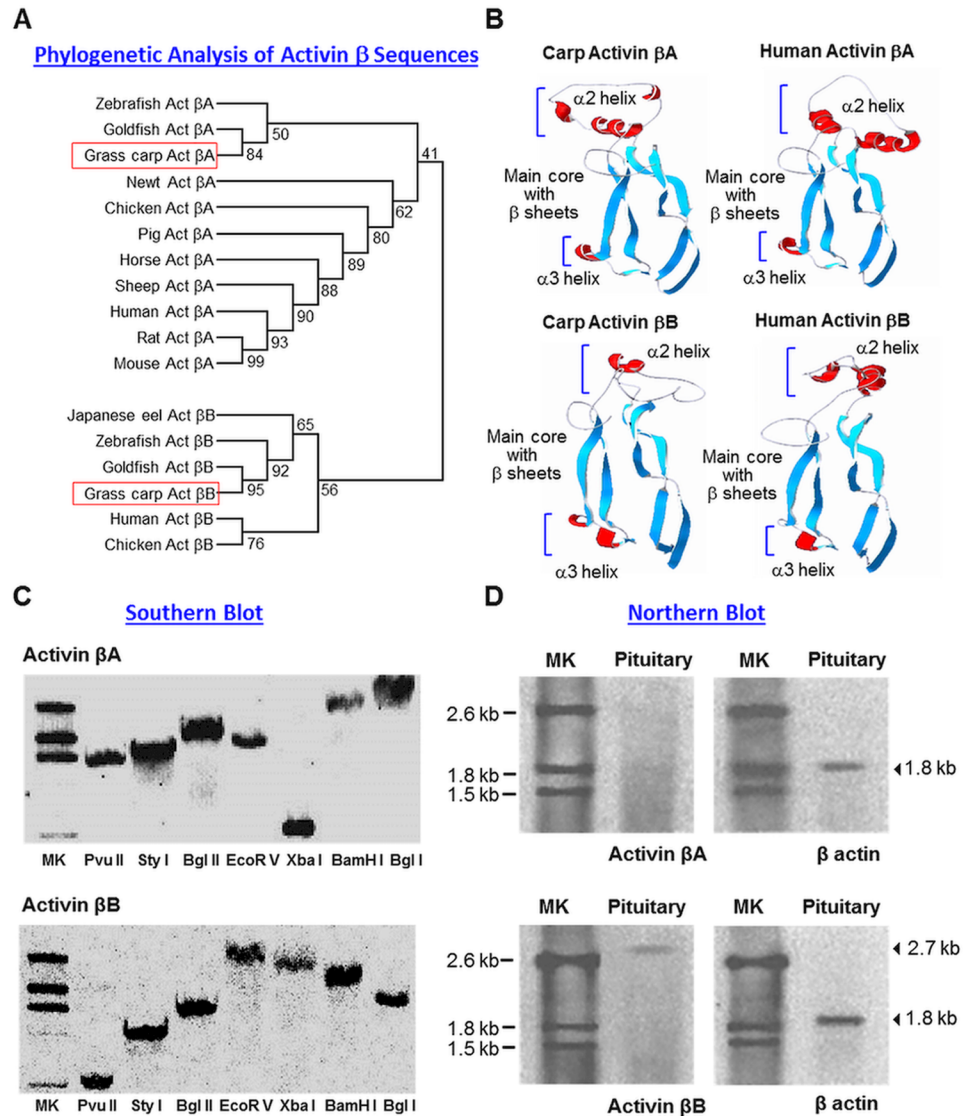 A
Phylogenetic Analysis of Activin β Sequences
Zebrafish Act βA
Goldfish Act βA
Grass carp Act βA
Newt Act βA
Chicken Act βA
Pig Act βA
Horse Act βA
Sheep Act βA
Human Act βA
Rat Act βA
Mouse Act βA
50
84
41
62
80
89
88
90
93
99
Japanese eel Act βB
Zebrafish Act βB
Goldfish Act βB
Grass carp Act βB
Human Act βB
Chicken Act βB
65
92
95
56
76
B
Carp Activin βA
α2 helix
Main core
with
β sheets
α3 helix
Human Activin βA
α2 helix
Main core
with
β sheets
α3 helix
Carp Activin βB
α2 helix
Main core
with
β sheets
α3 helix
Human Activin βB
α2 helix
Main core
with
β sheets
α3 helix
C
Southern Blot
Activin βA
MK Pvu II Sty I Bgl II EcoR V Xba I BamH I Bgl I
Activin βB
MK Pvu II Sty I Bgl II EcoR V Xba I BamH I Bgl I
D
Northern Blot
MK Pituitary
2.6 kb
1.8 kb
1.5 kb
Activin βA
MK Pituitary
1.8 kb
β actin
MK Pituitary
2.6 kb
1.8 kb
1.5 kb
Activin βB
MK Pituitary
2.7 kb
1.8 kb
β actin